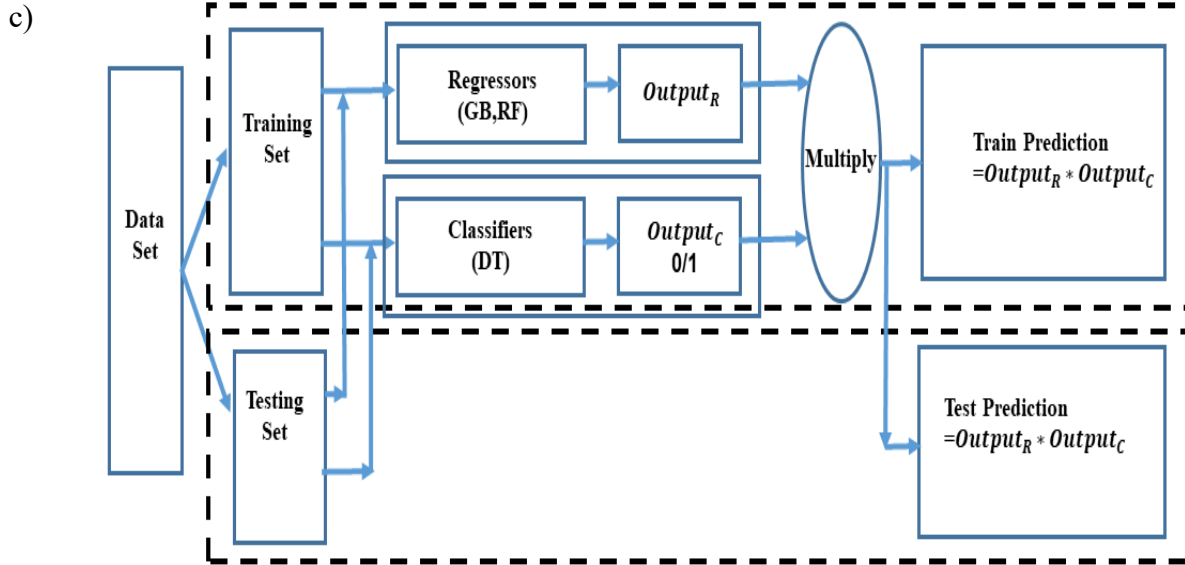 c)
Data
Set
Training
Set
Regressors
(GB,RF)
Output_R
Classifiers
(DT)
Output_C
0/1
Multiply
Train Prediction
=Output_R * Output_C
Testing
Set
Test Prediction
=Output_R * Output_C